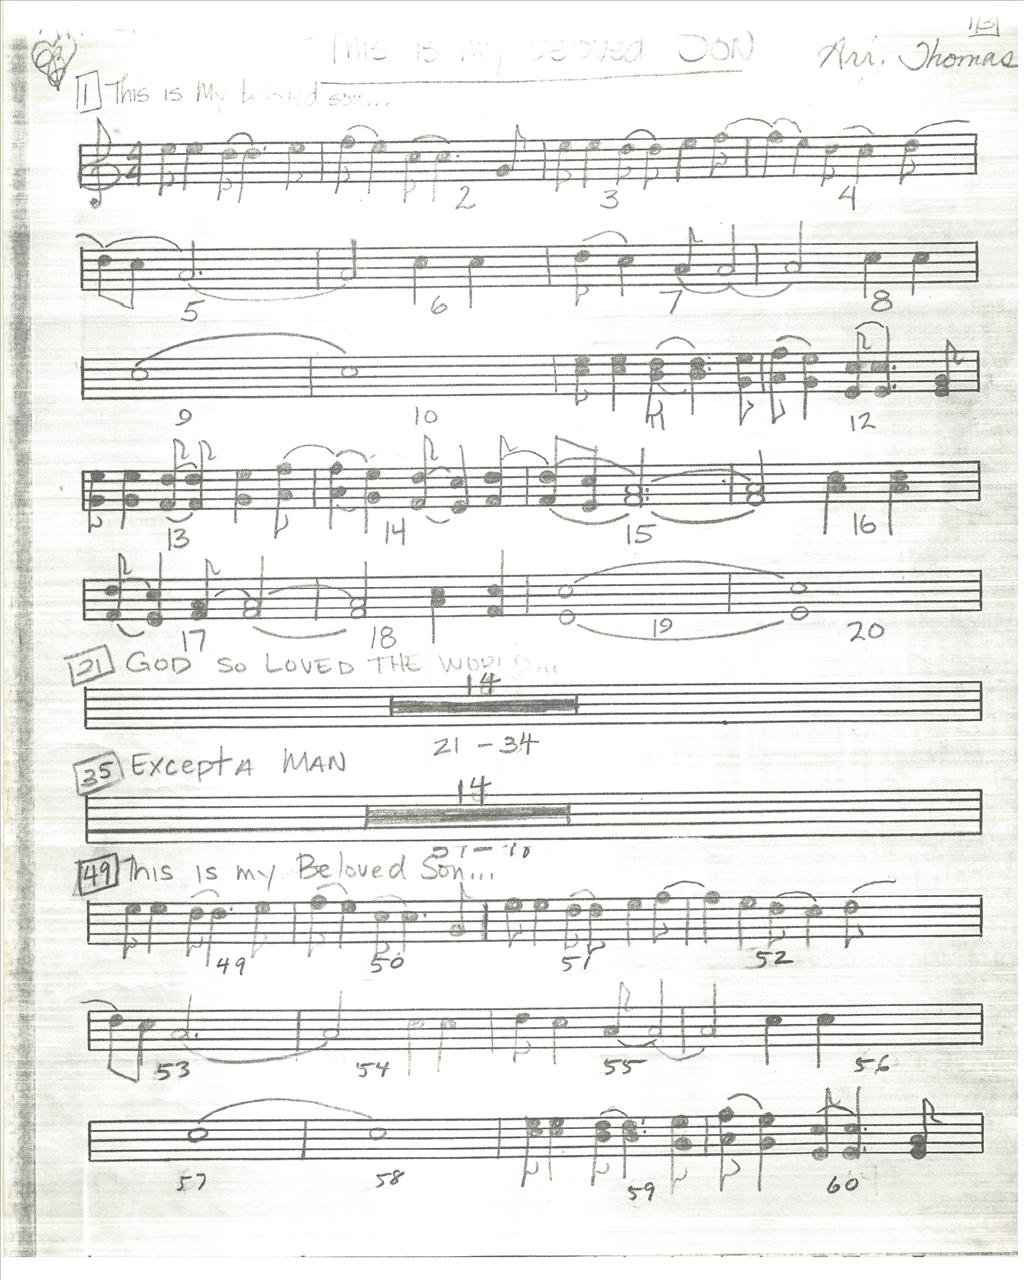 This is my Beloved SON
Arr. Thomas
1 This is My beloved son...
4
4
2 3 4
5 6 7 8
9 10 11 12
13 14 15 16
17 18 19 20
21 GOD SO LOVED THE WORLD...
14
21 - 34
35 Except A MAN
14
49 This is my Beloved Son...
49 50 51 52
53 54 55 56
57 58 59 60